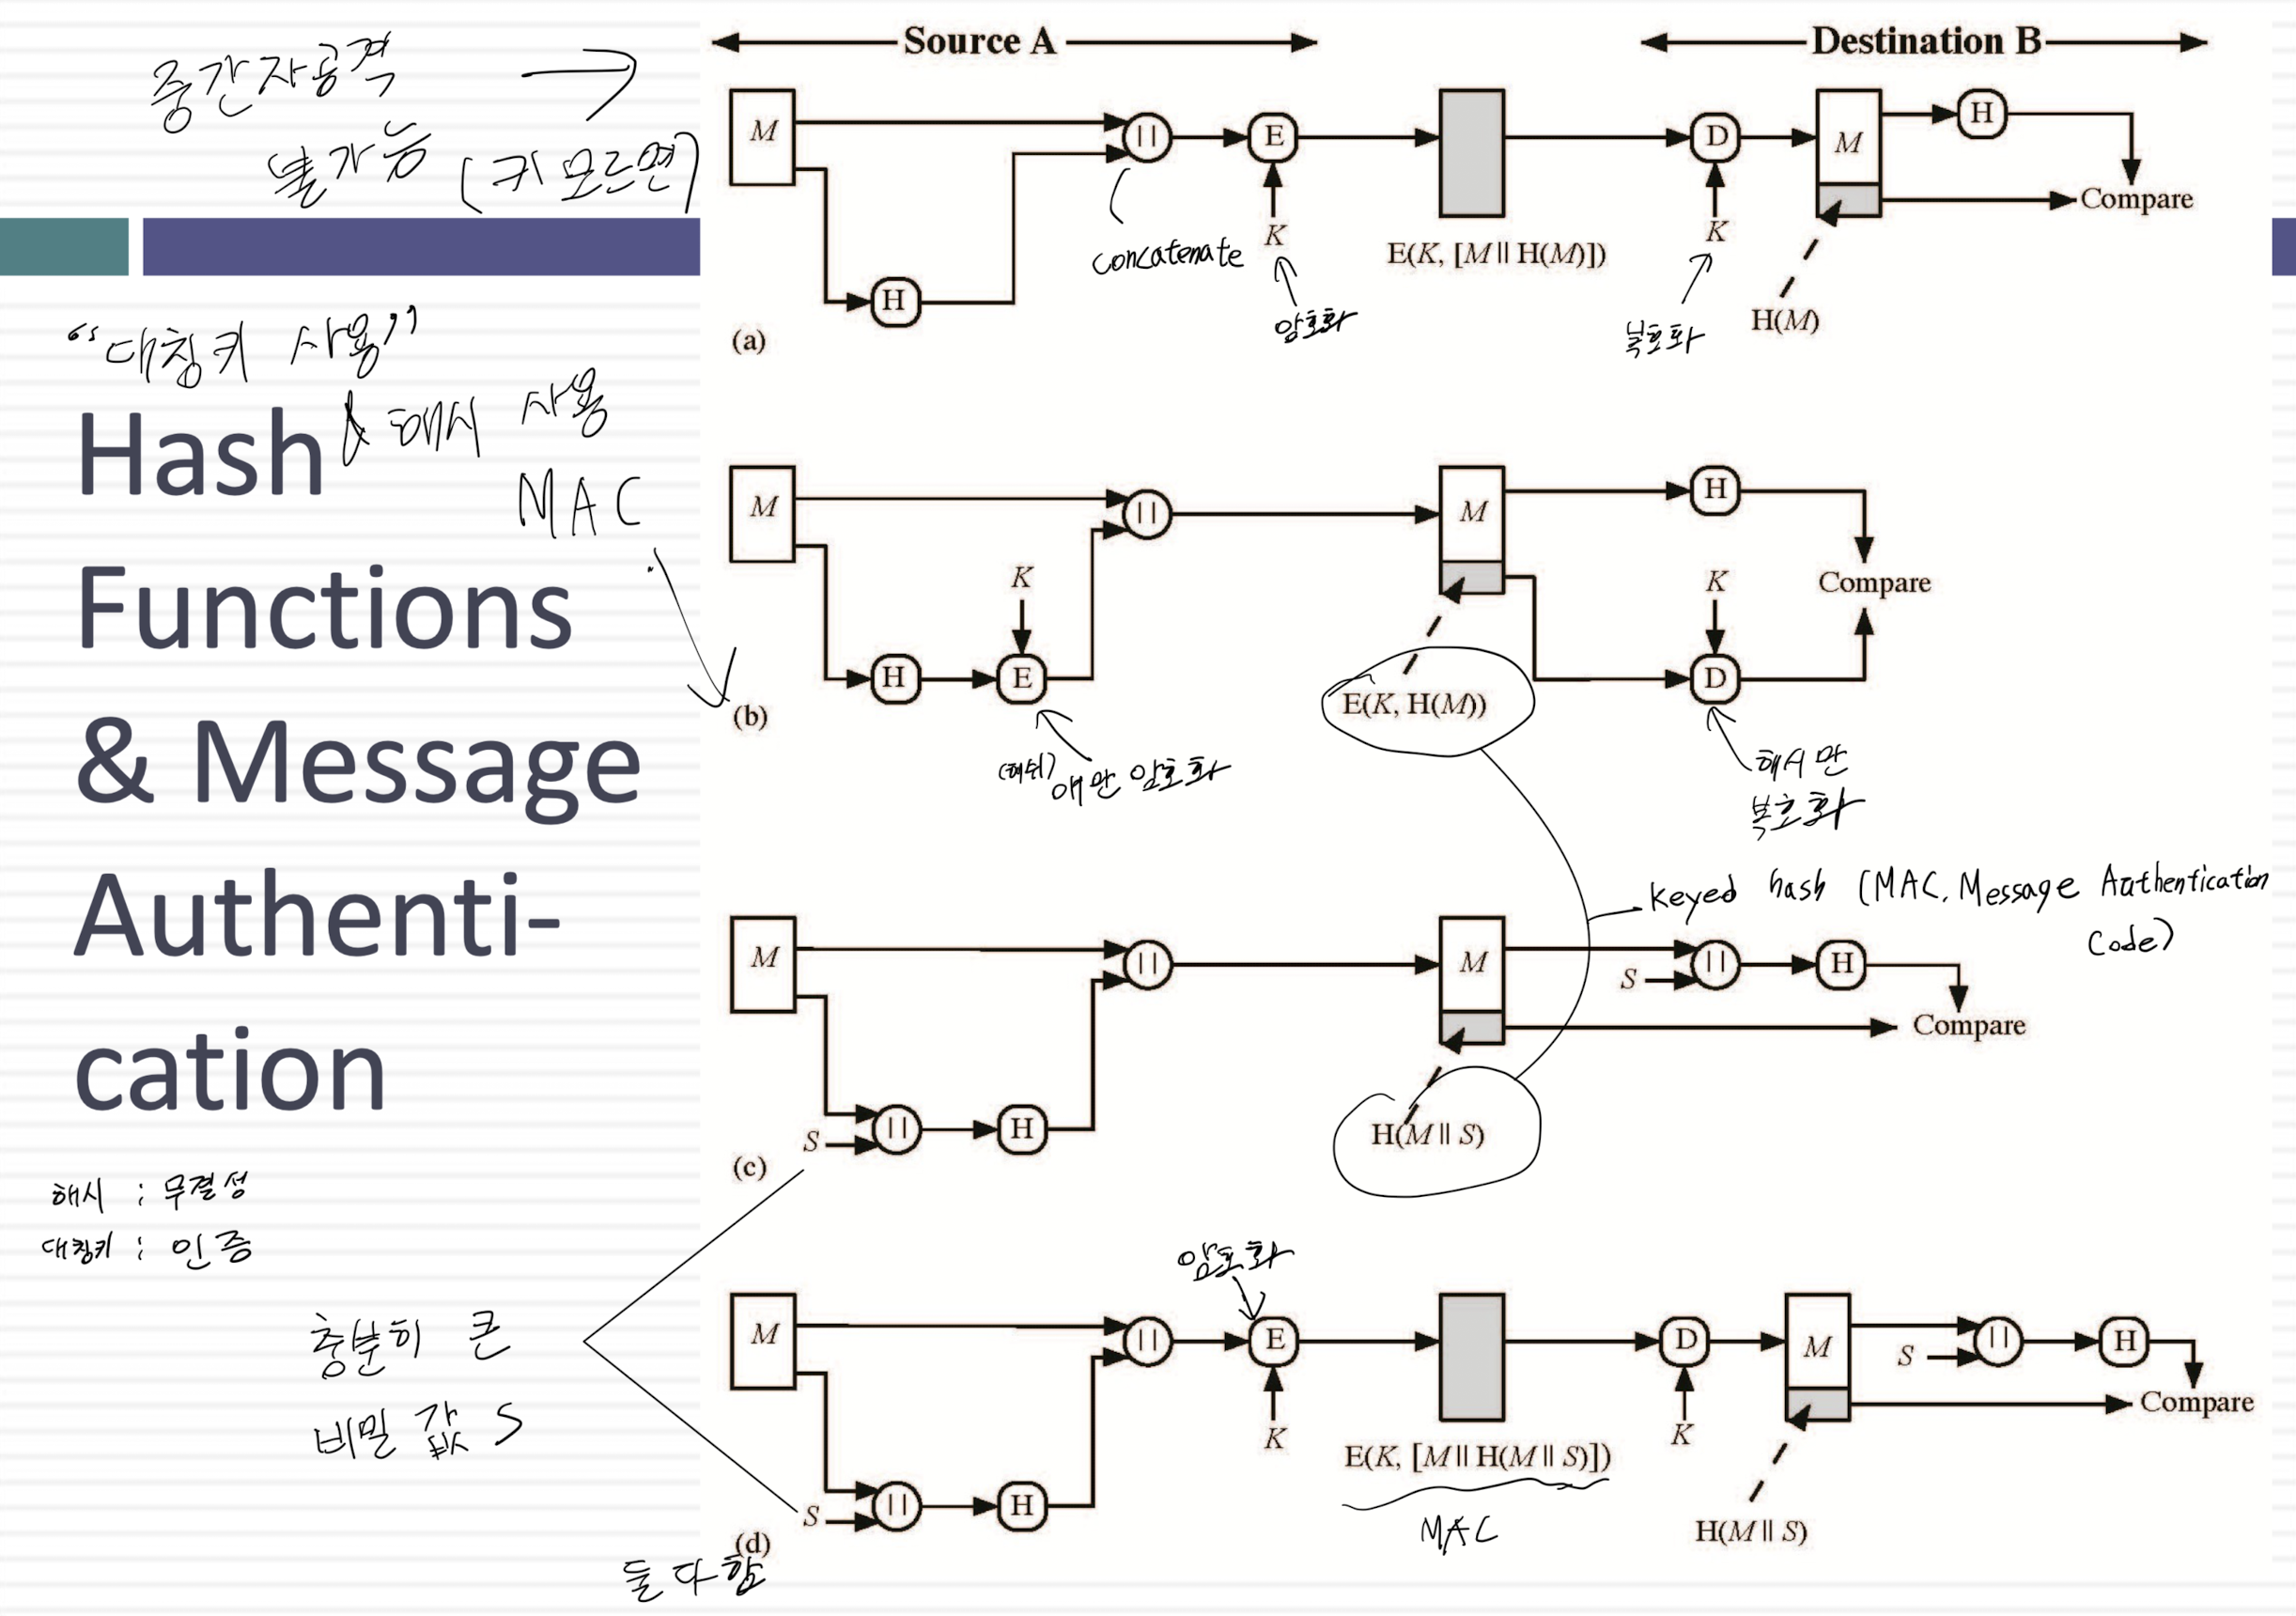 중간자공격
불가능 (키 모르면)
"대칭키 사용"
& 해시 사용
MAC
Hash
Functions
& Message
Authenti-
cation
해시 : 무결성
대칭키 : 인증
충분히 큰
비밀 값 S
Source A
Destination B
M
||
E
D
M
H
Compare
concatenate
K
암호화
E(K, [M || H(M)])
K
복호화
H(M)
H
(a)
M
||
M
H
K
K
Compare
H
E
D
(b)
E(K, H(M))
(해쉬) 얘만 암호화
해시만
복호화
keyed hash (MAC, Message Authentication
Code)
M
||
M
S
||
H
Compare
S
||
H
H(M || S)
(c)
암호화
M
||
E
D
M
S
||
H
Compare
K
K
E(K, [M || H(M || S)])
MAC
S
||
H
H(M || S)
(d)
둘 다 함